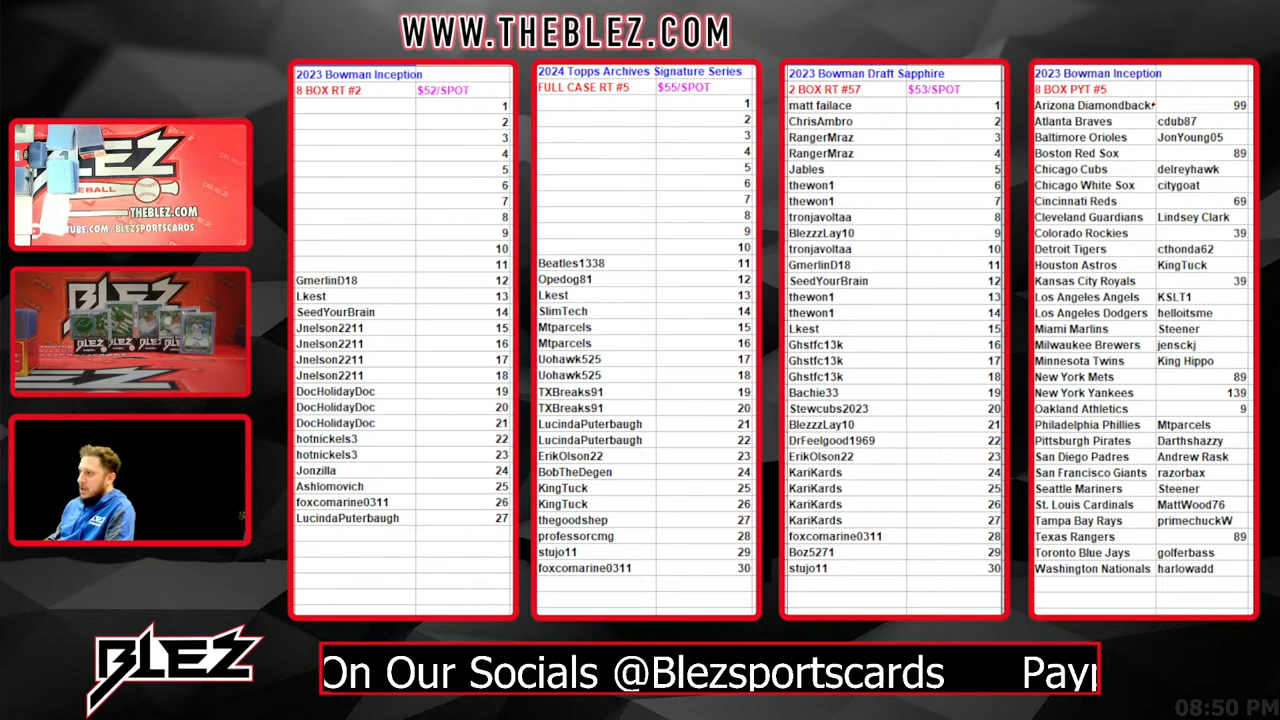 WWW.THEBLEZ.COM
BLEZ
BASEBALL
THEBLEZ.COM
TUBE.COM/BLEZSPORTSCARDS
BLEZ
2023 Bowman Inception
8 BOX RT #2 $52/SPOT
1
2
3
4
5
6
7
8
9
10
11
GmerlinD18 12
Lkest 13
SeedYourBrain 14
Jnelson2211 15
Jnelson2211 16
Jnelson2211 17
Jnelson2211 18
DocHolidayDoc 19
DocHolidayDoc 20
DocHolidayDoc 21
hotnickels3 22
hotnickels3 23
Jonzilla 24
Ashlomovich 25
foxcomarine0311 26
LucindaPuterbaugh 27
2024 Topps Archives Signature Series
FULL CASE RT #5 $55/SPOT
1
2
3
4
5
6
7
8
9
10
Beatles1338 11
Opedog81 12
Lkest 13
SlimTech 14
Mtparcels 15
Mtparcels 16
Uohawk525 17
Uohawk525 18
TXBreaks91 19
TXBreaks91 20
LucindaPuterbaugh 21
LucindaPuterbaugh 22
ErikOlson22 23
BobTheDegen 24
KingTuck 25
KingTuck 26
thegoodshep 27
professorcmg 28
stujo11 29
foxcomarine0311 30
2023 Bowman Draft Sapphire
2 BOX RT #57 $53/SPOT
matt failace 1
ChrisAmbro 2
RangerMraz 3
RangerMraz 4
Jables 5
thewon1 6
thewon1 7
tronjavoltaa 8
BlezzzLay10 9
tronjavoltaa 10
GmerlinD18 11
SeedYourBrain 12
thewon1 13
thewon1 14
Lkest 15
Ghstfc13k 16
Ghstfc13k 17
Ghstfc13k 18
Bachie33 19
Stewcubs2023 20
BlezzzLay10 21
DrFeelgood1969 22
ErikOlson22 23
KariKards 24
KariKards 25
KariKards 26
KariKards 27
foxcomarine0311 28
Boz5271 29
stujo11 30
2023 Bowman Inception
8 BOX PYT #5
Arizona Diamondback 99
Atlanta Braves cdub87
Baltimore Orioles JonYoung05
Boston Red Sox 89
Chicago Cubs delreyhawk
Chicago White Sox citygoat
Cincinnati Reds 69
Cleveland Guardians Lindsey Clark
Colorado Rockies 39
Detroit Tigers cthonda62
Houston Astros KingTuck
Kansas City Royals 39
Los Angeles Angels KSLT1
Los Angeles Dodgers helloitsme
Miami Marlins Steener
Milwaukee Brewers jensckj
Minnesota Twins King Hippo
New York Mets 89
New York Yankees 139
Oakland Athletics 9
Philadelphia Phillies Mtparcels
Pittsburgh Pirates Darthshazzy
San Diego Padres Andrew Rask
San Francisco Giants razorbax
Seattle Mariners Steener
St. Louis Cardinals MattWood76
Tampa Bay Rays primechuckW
Texas Rangers 89
Toronto Blue Jays golferbass
Washington Nationals harlowadd
BLEZ
On Our Socials @Blezsportscards Payp
08:50 PM